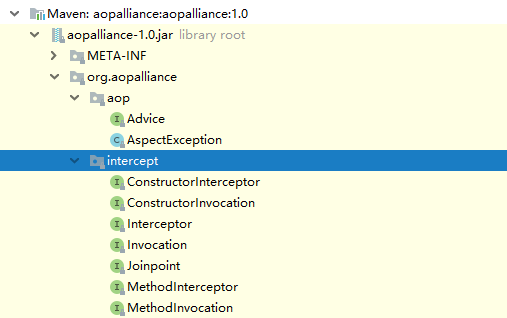 Maven: aopalliance:aopalliance:1.0
aopalliance-1.0.jar library root
META-INF
org.aopalliance
aop
I Advice
C AspectException
intercept
I ConstructorInterceptor
I ConstructorInvocation
I Interceptor
I Invocation
I Joinpoint
I MethodInterceptor
I MethodInvocation